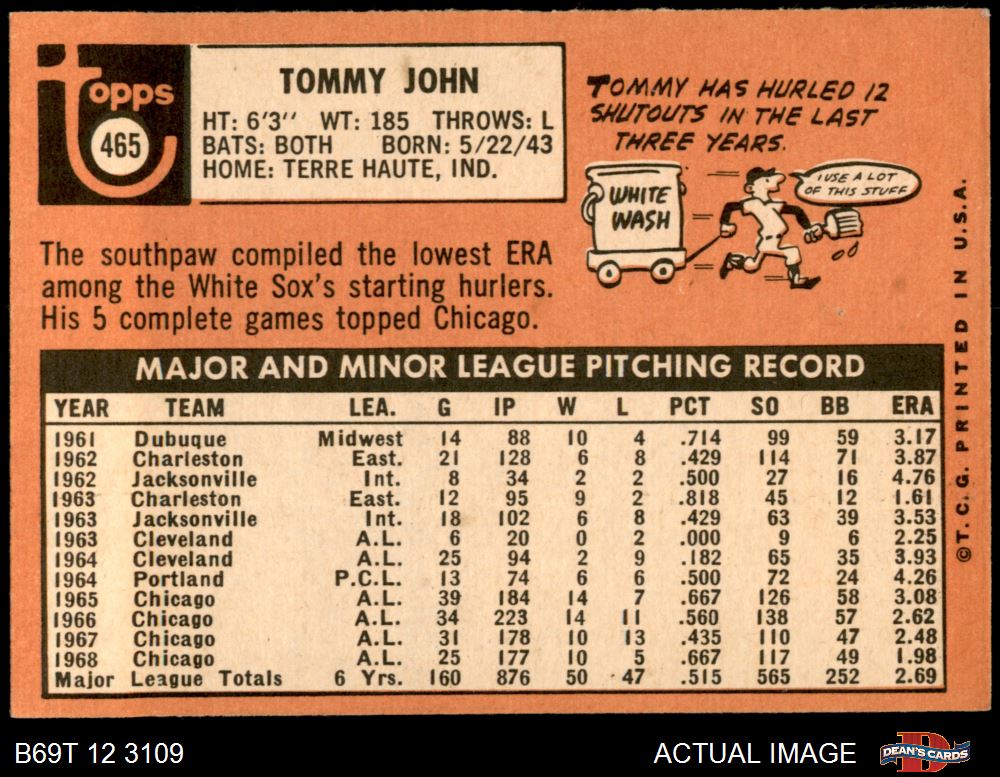 Topps
465
TOMMY JOHN
HT: 6'3'' WT: 185 THROWS: L
BATS: BOTH BORN: 5/22/43
HOME: TERRE HAUTE, IND.
TOMMY HAS HURLED 12
SHUTOUTS IN THE LAST
THREE YEARS.
I USE A LOT
OF THIS STUFF
WHITE
WASH
The southpaw compiled the lowest ERA
among the White Sox's starting hurlers.
His 5 complete games topped Chicago.
MAJOR AND MINOR LEAGUE PITCHING RECORD
YEAR TEAM LEA. G IP W L PCT SO BB ERA
1961 Dubuque Midwest 14 88 10 4 .714 99 59 3.17
1962 Charleston East. 21 128 6 8 .429 114 71 3.87
1962 Jacksonville Int. 8 34 2 2 .500 27 16 4.76
1963 Charleston East. 12 95 9 2 .818 45 12 1.61
1963 Jacksonville Int. 18 102 6 8 .429 63 39 3.53
1963 Cleveland A.L. 6 20 0 2 .000 9 6 2.25
1964 Cleveland A.L. 25 94 2 9 .182 65 35 3.93
1964 Portland P.C.L. 13 74 6 6 .500 72 24 4.26
1965 Chicago A.L. 39 184 14 7 .667 126 58 3.08
1966 Chicago A.L. 34 223 14 11 .560 138 57 2.62
1967 Chicago A.L. 31 178 10 13 .435 110 47 2.48
1968 Chicago A.L. 25 177 10 5 .667 117 49 1.98
Major League Totals 6 Yrs. 160 876 50 47 .515 565 252 2.69
©T.C.G. PRINTED IN U.S.A.
B69T 12 3109
ACTUAL IMAGE
DEAN'S CARDS